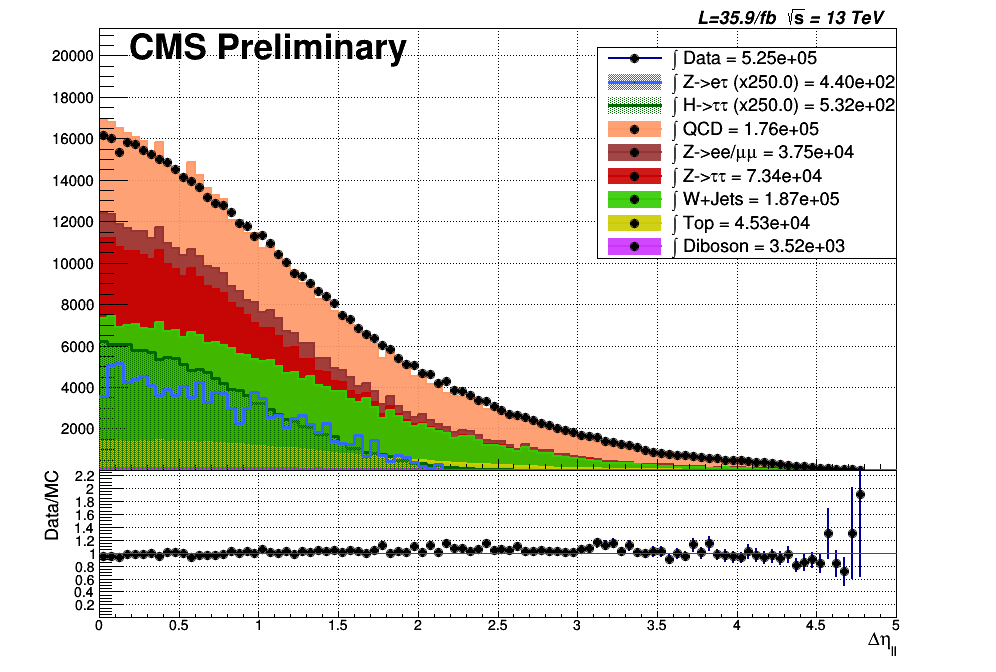 L=35.9/fb √s = 13 TeV
CMS Preliminary
∫ Data = 5.25e+05
∫ Z->eτ (x250.0) = 4.40e+02
∫ H->ττ (x250.0) = 5.32e+02
∫ QCD = 1.76e+05
∫ Z->ee/μμ = 3.75e+04
∫ Z->ττ = 7.34e+04
∫ W+Jets = 1.87e+05
∫ Top = 4.53e+04
∫ Diboson = 3.52e+03
20000
18000
16000
14000
12000
10000
8000
6000
4000
2000
Data/MC
2.2
2
1.8
1.6
1.4
1.2
1
0.8
0.6
0.4
0.2
0 0.5 1 1.5 2 2.5 3 3.5 4 4.5 5
Δη||